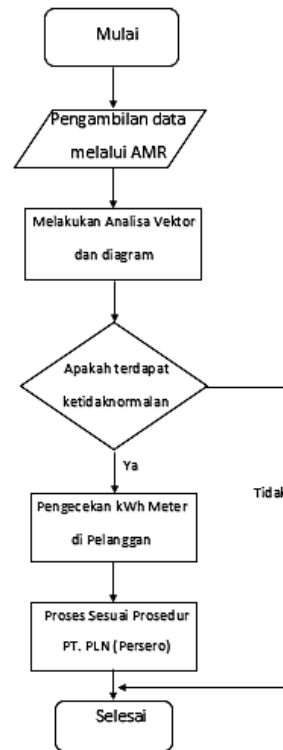 Mulai
Pengambilan data
melalui AMR
Melakukan Analisa Vektor
dan diagram
Apakah terdapat
ketidaknormalan
Ya
Tidak
Pengecekan kWh Meter
di Pelanggan
Proses Sesuai Prosedur
PT. PLN (Persero)
Selesai